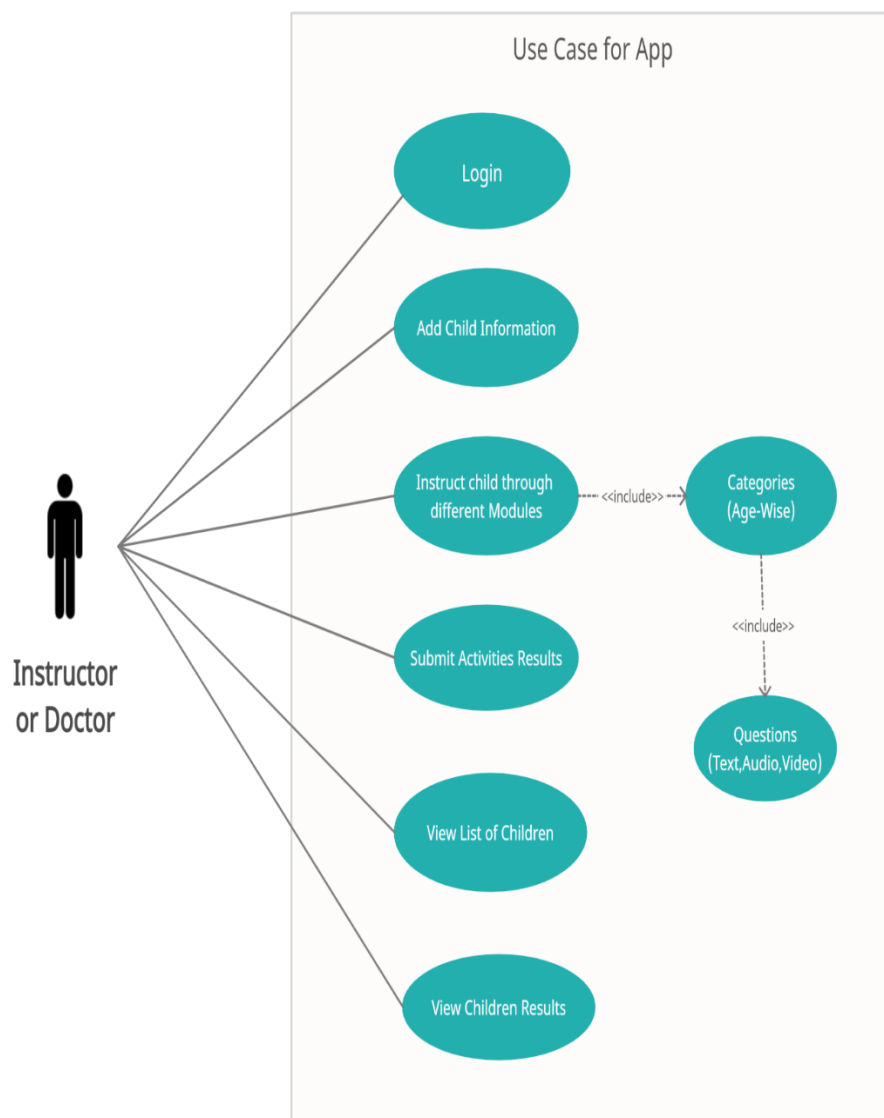 Use Case for App
Login
Add Child Information
Instruct child through
different Modules
<<include>>
Categories
(Age-Wise)
<<include>>
Submit Activities Results
Instructor
or Doctor
Questions
(Text,Audio,Video)
View List of Children
View Children Results